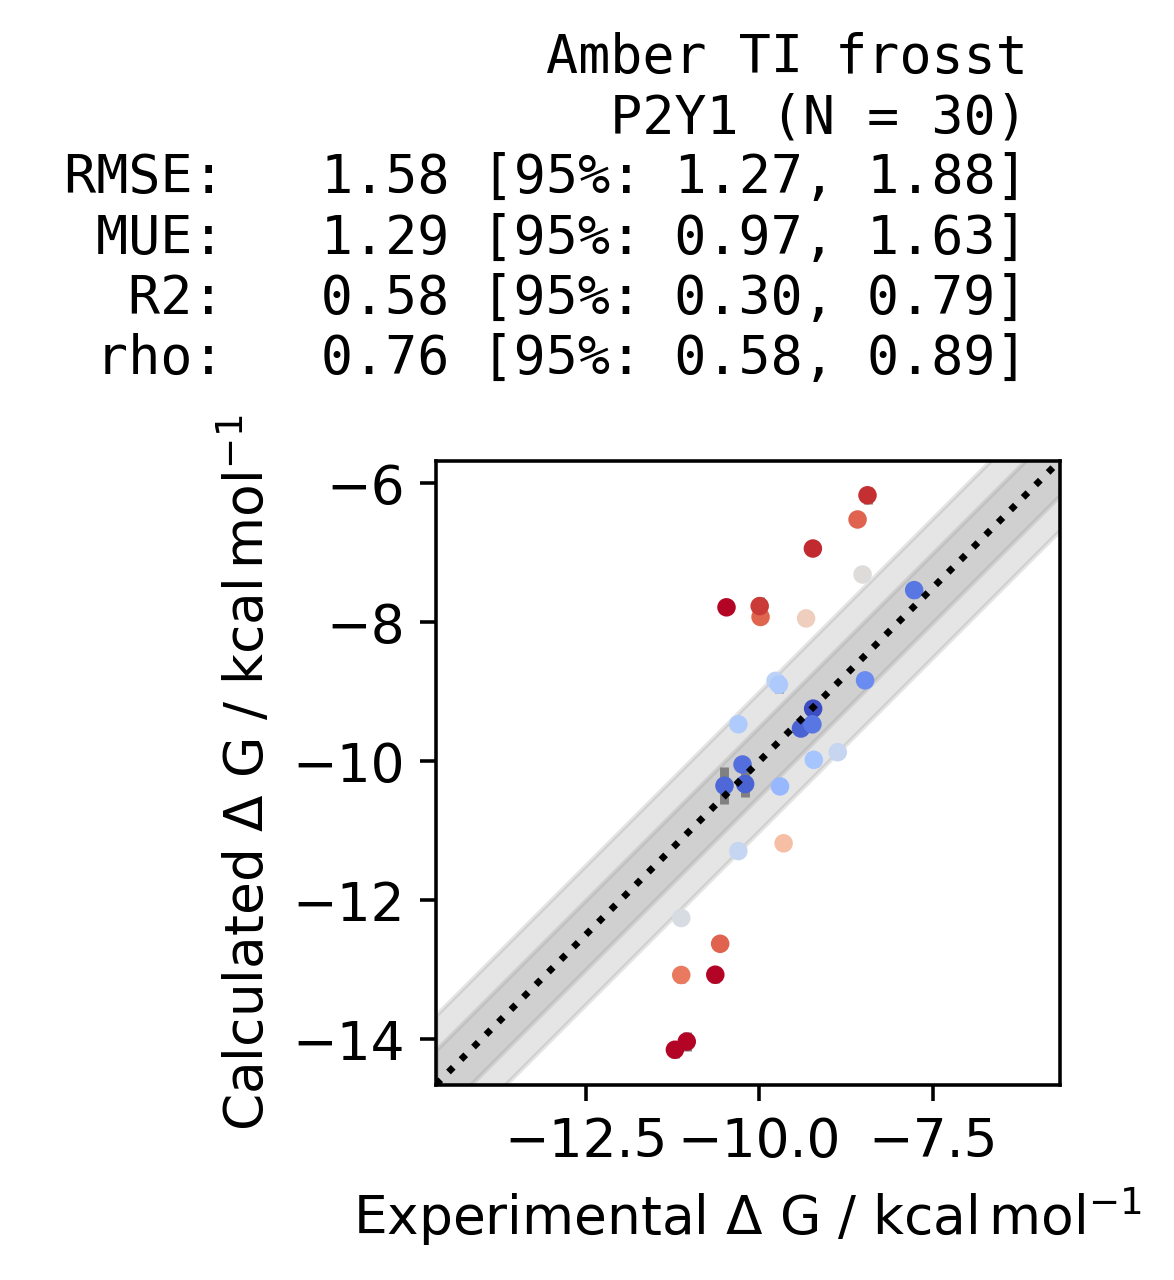 Amber TI frosst
P2Y1 (N = 30)
RMSE: 1.58 [95%: 1.27, 1.88]
MUE: 1.29 [95%: 0.97, 1.63]
R2: 0.58 [95%: 0.30, 0.79]
rho: 0.76 [95%: 0.58, 0.89]
Calculated Δ G / kcal mol⁻¹
−6
−8
−10
−12
−14
−12.5 −10.0 −7.5
Experimental Δ G / kcal mol⁻¹